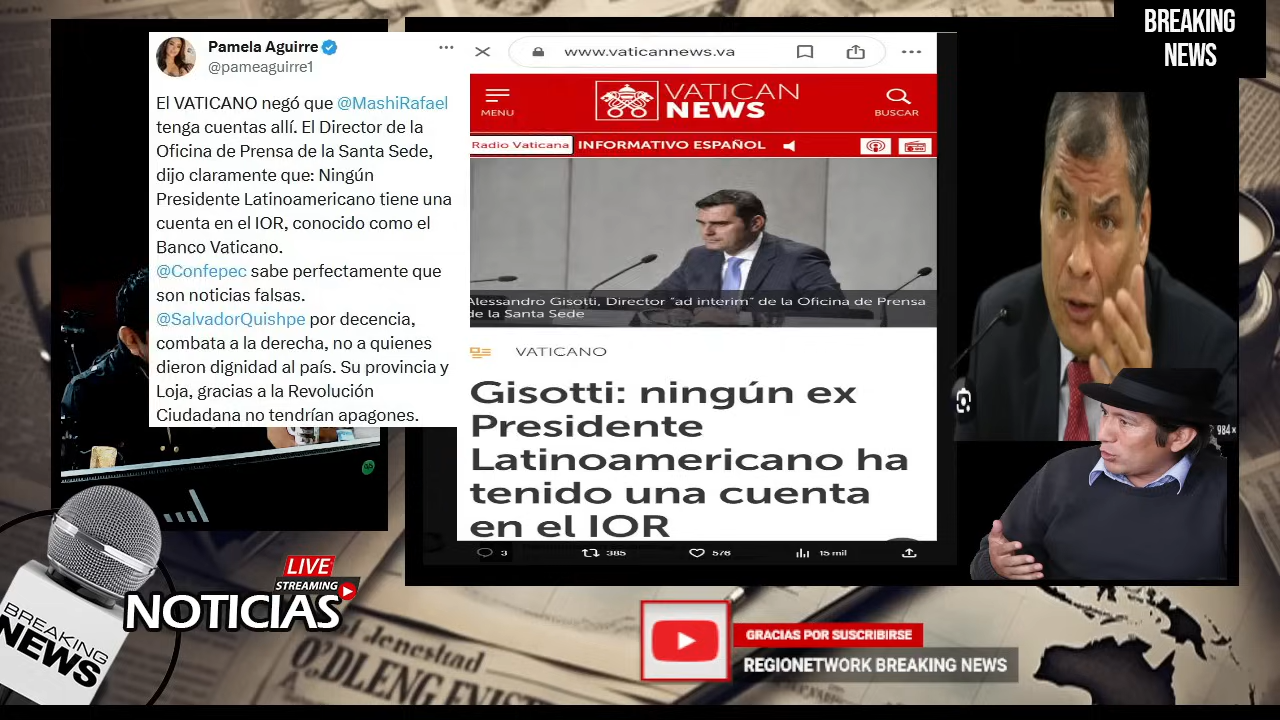 BREAKING
NEWS
Pamela Aguirre
@pameaguirre1
El VATICANO negó que @MashiRafael
tenga cuentas allí. El Director de la
Oficina de Prensa de la Santa Sede,
dijo claramente que: Ningún
Presidente Latinoamericano tiene una
cuenta en el IOR, conocido como el
Banco Vaticano.
@Confepec sabe perfectamente que
son noticias falsas.
@SalvadorQuishpe por decencia,
combata a la derecha, no a quienes
dieron dignidad al país. Su provincia y
Loja, gracias a la Revolución
Ciudadana no tendrían apagones.
www.vaticannews.va
MENU
VATICAN
NEWS
BUSCAR
Radio Vaticana
INFORMATIVO ESPAÑOL
Alessandro Gisotti, Director "ad interim" de la Oficina de Prensa
de la Santa Sede
VATICANO
Gisotti: ningún ex
Presidente
Latinoamericano ha
tenido una cuenta
en el IOR
3
385
576
15 mil
984 ×
LIVE
STREAMING
NOTICIAS
BREAKING
NEWS
GRACIAS POR SUSCRIBIRSE
REGIONETWORK BREAKING NEWS